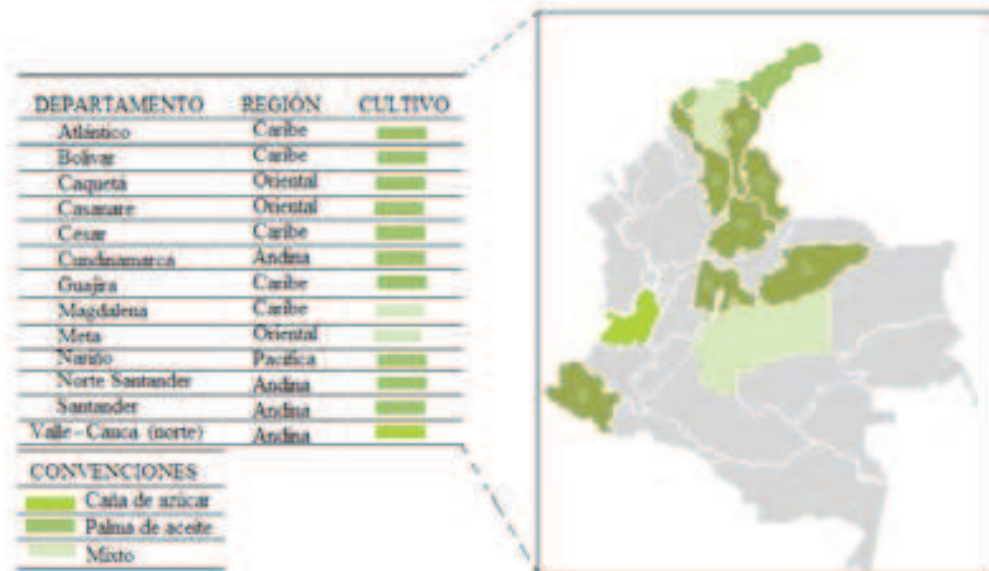 DEPARTAMENTO REGIÓN CULTIVO
Atlántico Caribe
Bolivar Caribe
Caquetá Oriental
Casanare Oriental
Cesar Caribe
Cundinamarca Andina
Guajira Caribe
Magdalena Caribe
Meta Oriental
Nariño Pacifica
Norte Santander Andina
Santander Andina
Valle-Cauca (norte) Andina
CONVENCIONES
Caña de azúcar
Palma de aceite
Mixto